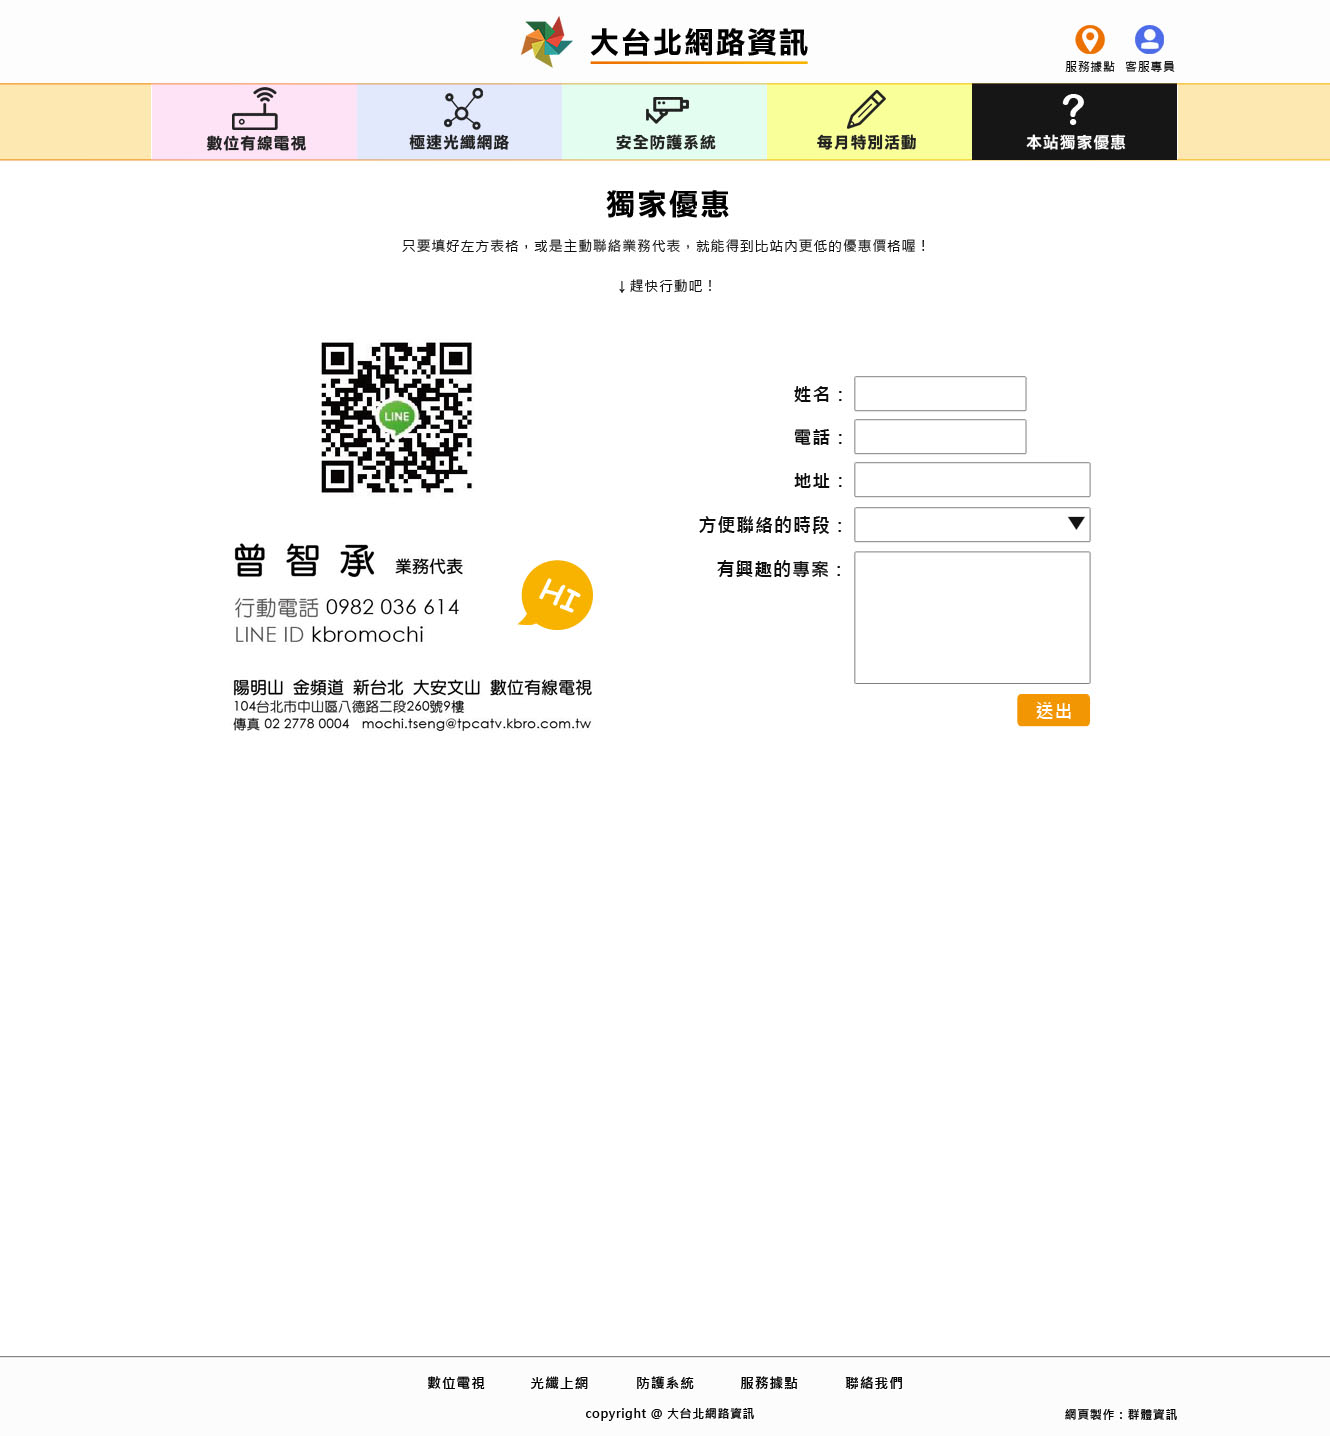 大台北網路資訊
服務據點 客服專員
數位有線電視 極速光纖網路 安全防護系統 每月特別活動 本站獨家優惠
獨家優惠
只要填好左方表格，或是主動聯絡業務代表，就能得到比站內更低的優惠價格喔！
↓趕快行動吧！
LINE
曾智承 業務代表
行動電話 0982 036 614
LINE ID kbromochi
HI
陽明山 金頻道 新台北 大安文山 數位有線電視
104台北市中山區八德路二段260號9樓
傳真 02 2778 0004 mochi.tseng@tpcatv.kbro.com.tw
姓名：
電話：
地址：
方便聯絡的時段：
有興趣的專案：
送出
數位電視 光纖上網 防護系統 服務據點 聯絡我們
copyright @ 大台北網路資訊
網頁製作：群體資訊